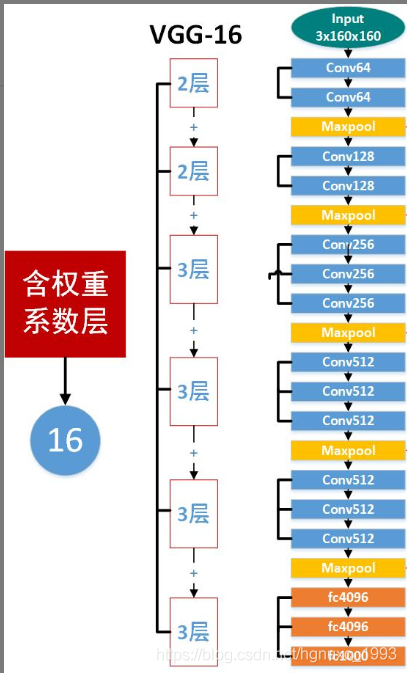 VGG-16
含权重
系数层
16
2层
+
2层
+
3层
+
3层
+
3层
+
3层
Input
3x160x160
Conv64
Conv64
Maxpool
Conv128
Conv128
Maxpool
Conv256
Conv256
Conv256
Maxpool
Conv512
Conv512
Conv512
Maxpool
Conv512
Conv512
Conv512
Maxpool
fc4096
fc4096
fc1000